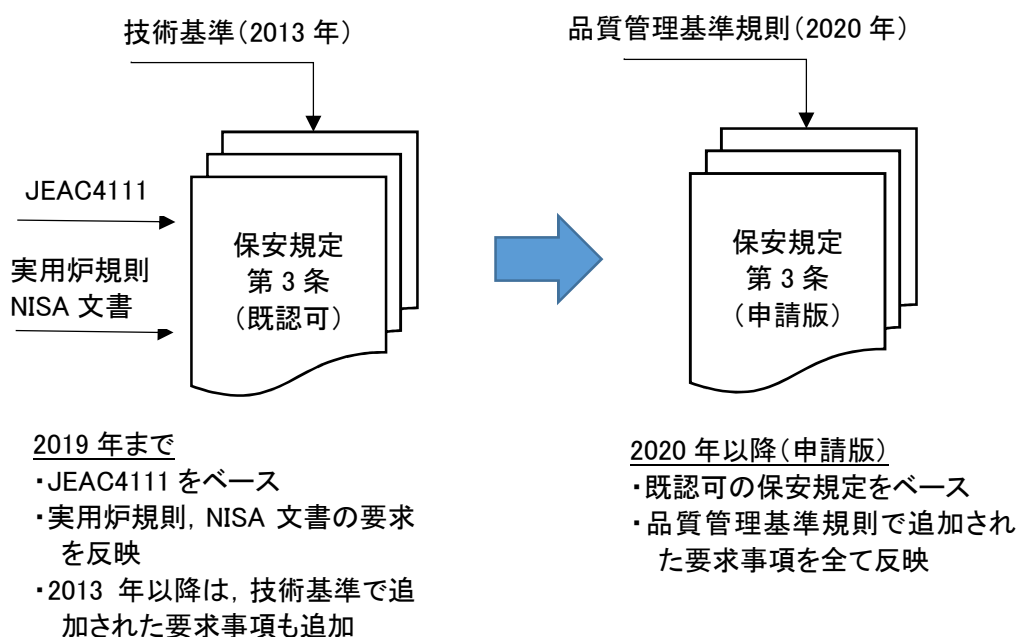 技術基準(2013 年)
品質管理基準規則(2020 年)
JEAC4111
実用炉規則
NISA 文書
保安規定
第 3 条
(既認可)
保安規定
第 3 条
(申請版)
2019 年まで
・JEAC4111 をベース
・実用炉規則, NISA 文書の要求
を反映
・2013 年以降は, 技術基準で追
加された要求事項も追加
2020 年以降(申請版)
・既認可の保安規定をベース
・品質管理基準規則で追加され
た要求事項を全て反映